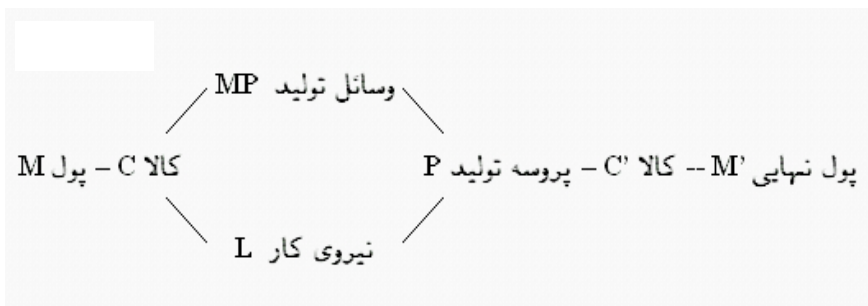 وسائل تولید MP
M پول – C کالا
P پروسه تولید – C’ کالا -- M’ پول نهایی
نیروی کار L